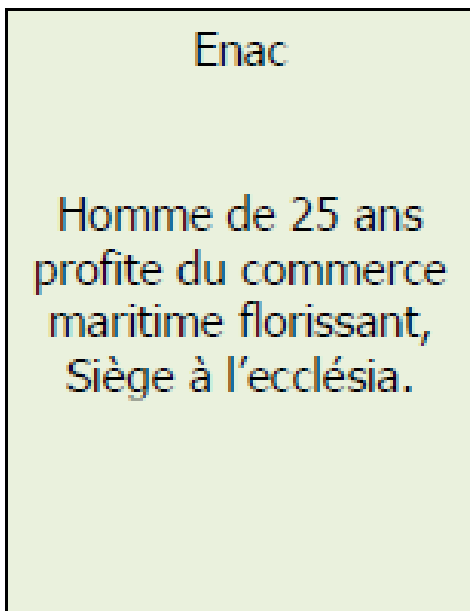 Enac
Homme de 25 ans
profite du commerce
maritime florissant,
Siège à l'ecclésia.